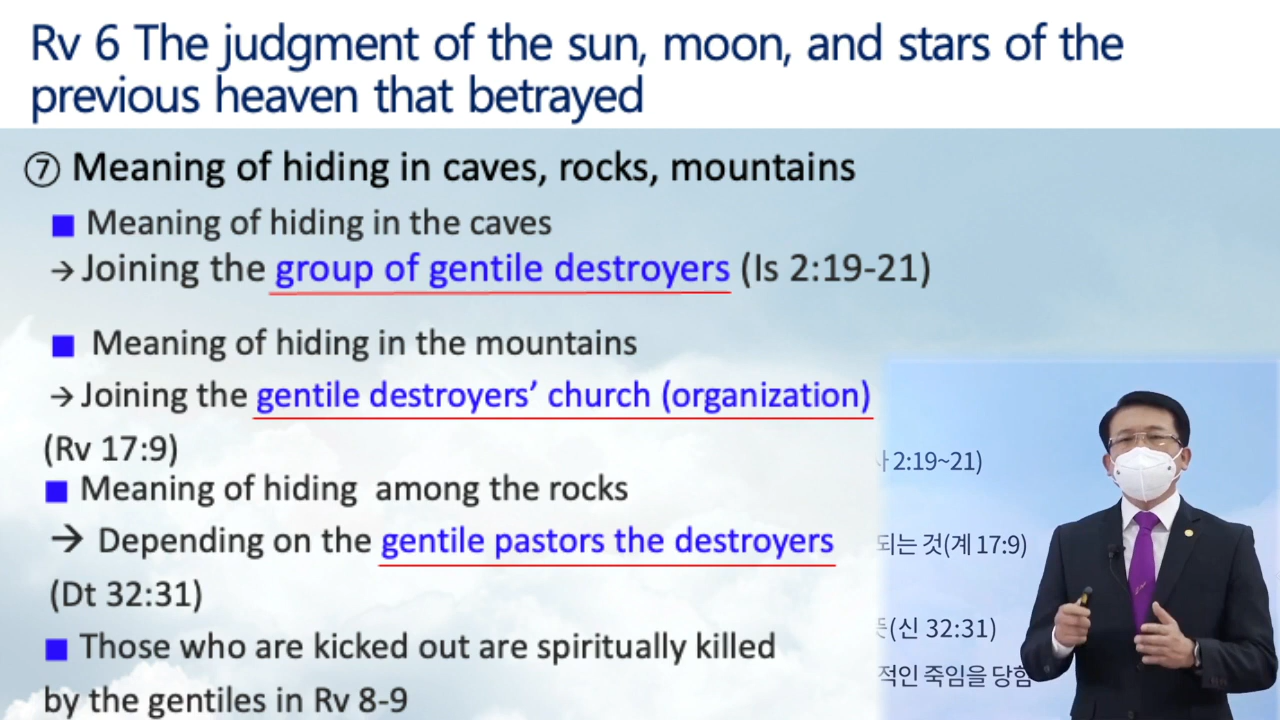 Rv 6 The judgment of the sun, moon, and stars of the
previous heaven that betrayed
⑦ Meaning of hiding in caves, rocks, mountains
■ Meaning of hiding in the caves
→ Joining the group of gentile destroyers (Is 2:19-21)
■ Meaning of hiding in the mountains
→ Joining the gentile destroyers’ church (organization)
(Rv 17:9)
■ Meaning of hiding among the rocks
→ Depending on the gentile pastors the destroyers
(Dt 32:31)
■ Those who are kicked out are spiritually killed
by the gentiles in Rv 8-9
2:19~21)
되는 것(계 17:9)
(신 32:31)
적인 죽임을 당함